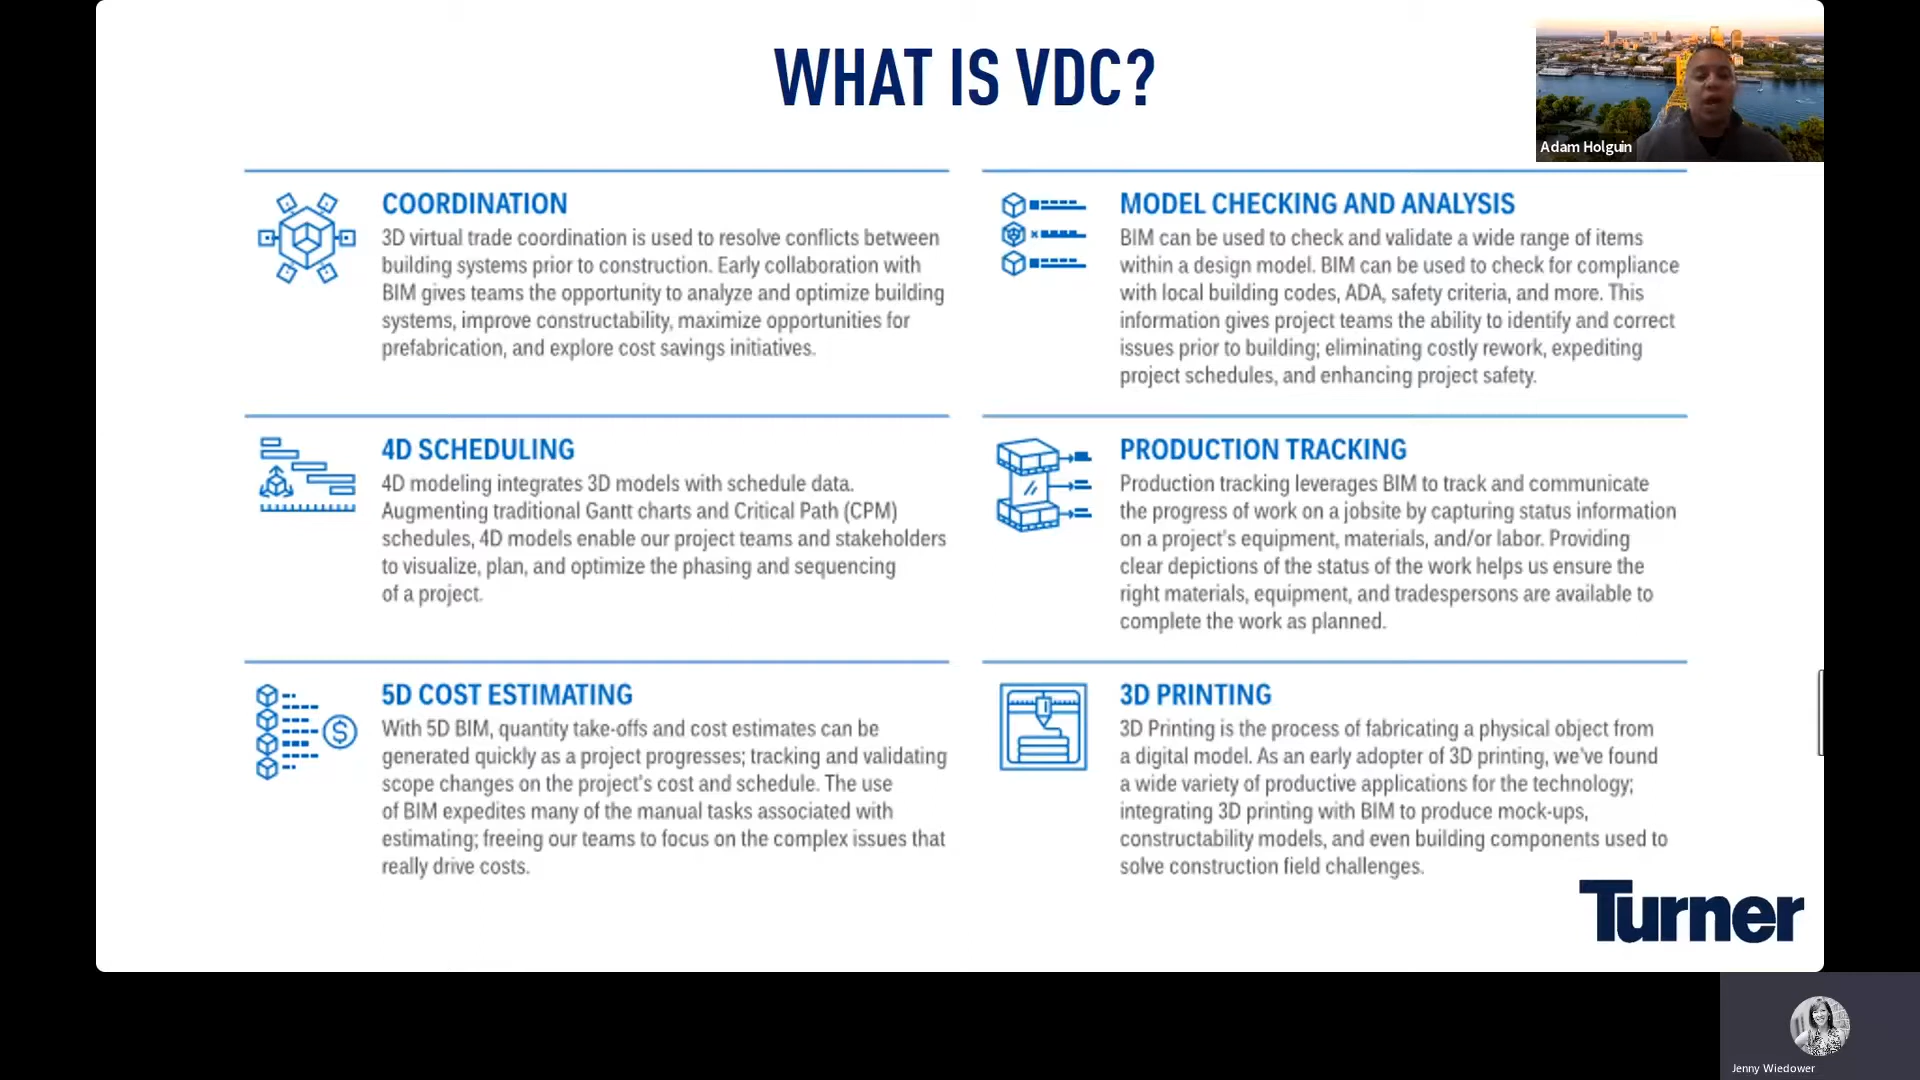 WHAT IS VDC?
Adam Holguin
COORDINATION
3D virtual trade coordination is used to resolve conflicts between
building systems prior to construction. Early collaboration with
BIM gives teams the opportunity to analyze and optimize building
systems, improve constructability, maximize opportunities for
prefabrication, and explore cost savings initiatives.
MODEL CHECKING AND ANALYSIS
BIM can be used to check and validate a wide range of items
within a design model. BIM can be used to check for compliance
with local building codes, ADA, safety criteria, and more. This
information gives project teams the ability to identify and correct
issues prior to building; eliminating costly rework, expediting
project schedules, and enhancing project safety.
4D SCHEDULING
4D modeling integrates 3D models with schedule data.
Augmenting traditional Gantt charts and Critical Path (CPM)
schedules, 4D models enable our project teams and stakeholders
to visualize, plan, and optimize the phasing and sequencing
of a project.
PRODUCTION TRACKING
Production tracking leverages BIM to track and communicate
the progress of work on a jobsite by capturing status information
on a project's equipment, materials, and/or labor. Providing
clear depictions of the status of the work helps us ensure the
right materials, equipment, and tradespersons are available to
complete the work as planned.
5D COST ESTIMATING
With 5D BIM, quantity take-offs and cost estimates can be
generated quickly as a project progresses; tracking and validating
scope changes on the project's cost and schedule. The use
of BIM expedites many of the manual tasks associated with
estimating; freeing our teams to focus on the complex issues that
really drive costs.
3D PRINTING
3D Printing is the process of fabricating a physical object from
a digital model. As an early adopter of 3D printing, we've found
a wide variety of productive applications for the technology;
integrating 3D printing with BIM to produce mock-ups,
constructability models, and even building components used to
solve construction field challenges.
Turner
Jenny Wiedower